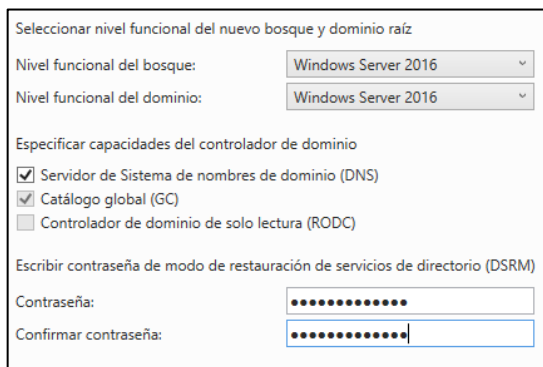 Seleccionar nivel funcional del nuevo bosque y dominio raíz
Nivel funcional del bosque: Windows Server 2016
Nivel funcional del dominio: Windows Server 2016
Especificar capacidades del controlador de dominio
Servidor de Sistema de nombres de dominio (DNS)
Catálogo global (GC)
Controlador de dominio de solo lectura (RODC)
Escribir contraseña de modo de restauración de servicios de directorio (DSRM)
Contraseña: •••••••••••••
Confirmar contraseña: •••••••••••••